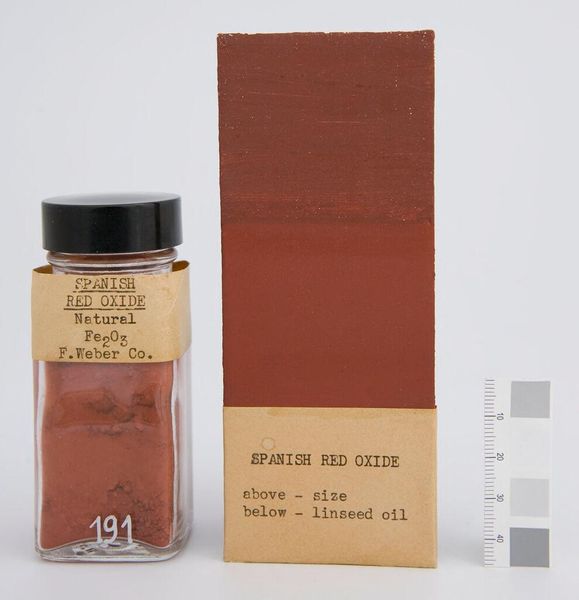 SPANISH
RED OXIDE
Natural
Fe₂O₃
F.Weber Co.
191
SPANISH RED OXIDE
above - size
below - linseed oil
10
20
30
40